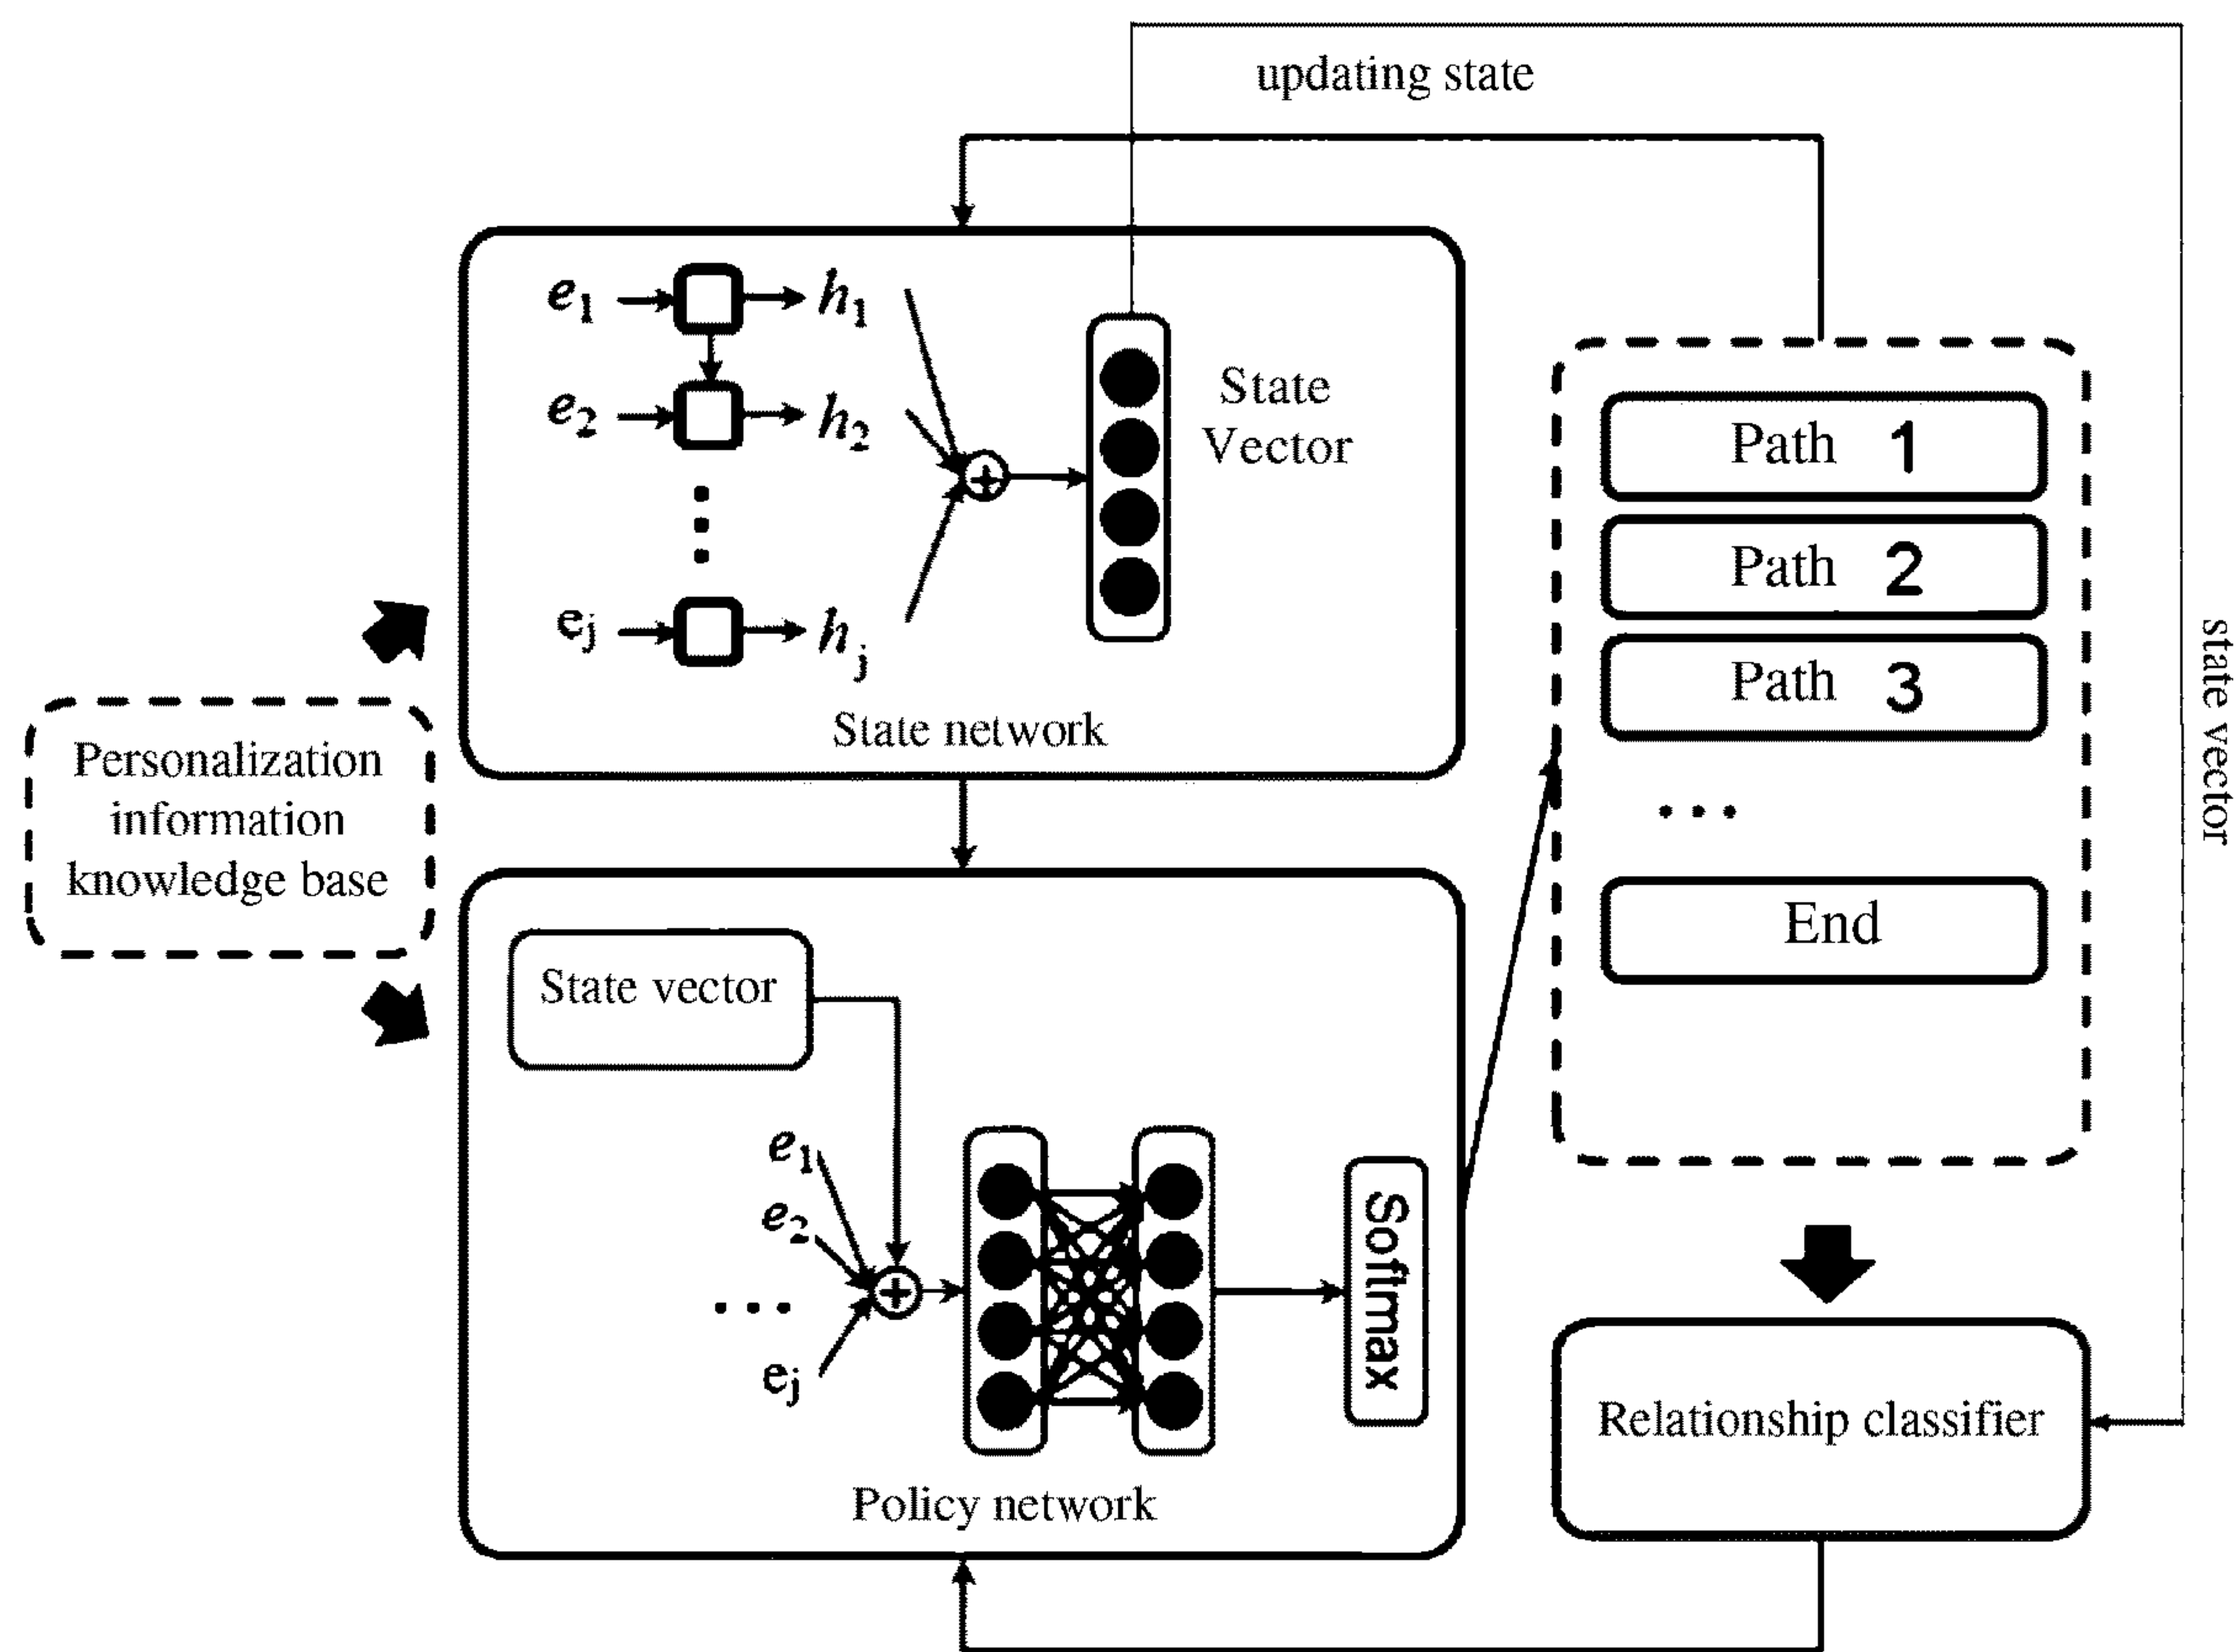 updating state
e1
h1
e2
h2
State
Vector
ej
hj
State network
Personalization
information
knowledge base
State vector
e1
e2
...
ej
Softmax
Policy network
Path 1
Path 2
Path 3
...
End
state vector
Relationship classifier